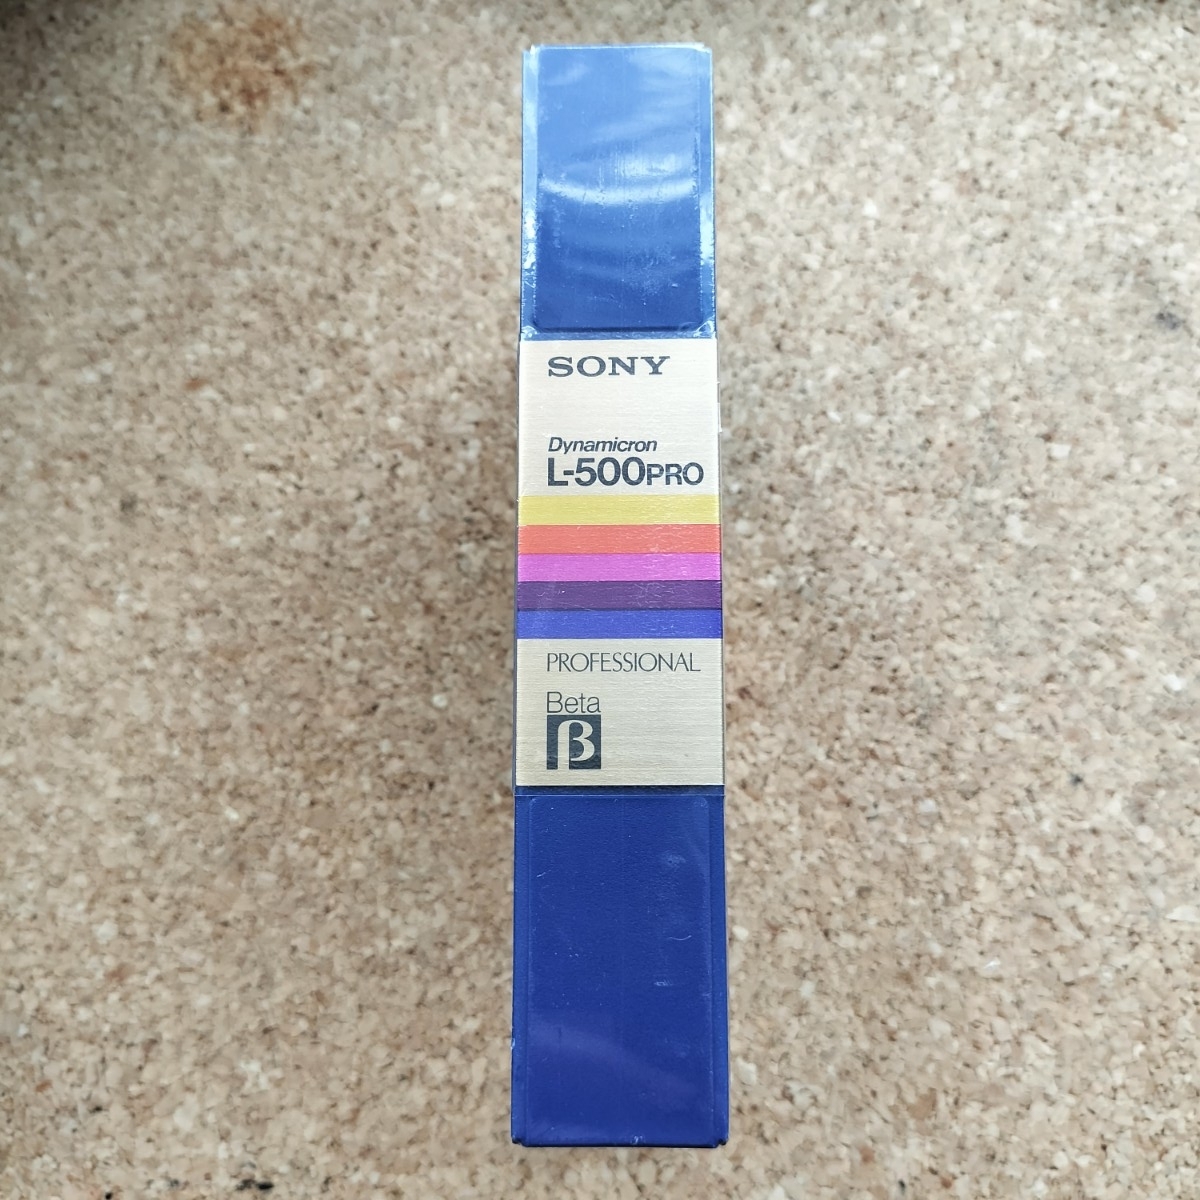 SONY
Dynamicron
L-500PRO
PROFESSIONAL
Beta
β